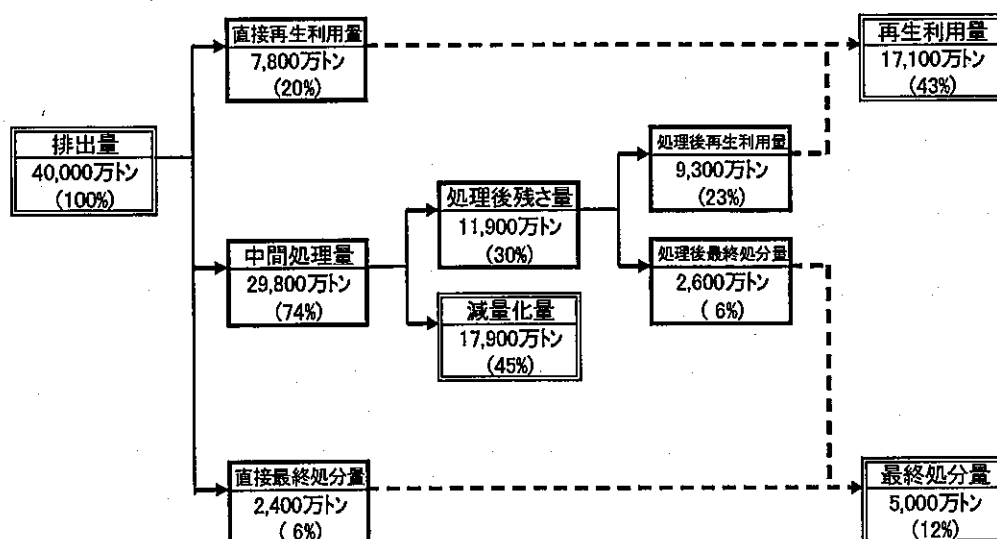 直接再生利用量
7,800万トン
(20%)
再生利用量
17,100万トン
(43%)
排出量
40,000万トン
(100%)
処理後再生利用量
9,300万トン
(23%)
処理後残さ量
11,900万トン
(30%)
中間処理量
29,800万トン
(74%)
処理後最終処分量
2,600万トン
( 6%)
減量化量
17,900万トン
(45%)
直接最終処分量
2,400万トン
( 6%)
最終処分量
5,000万トン
(12%)